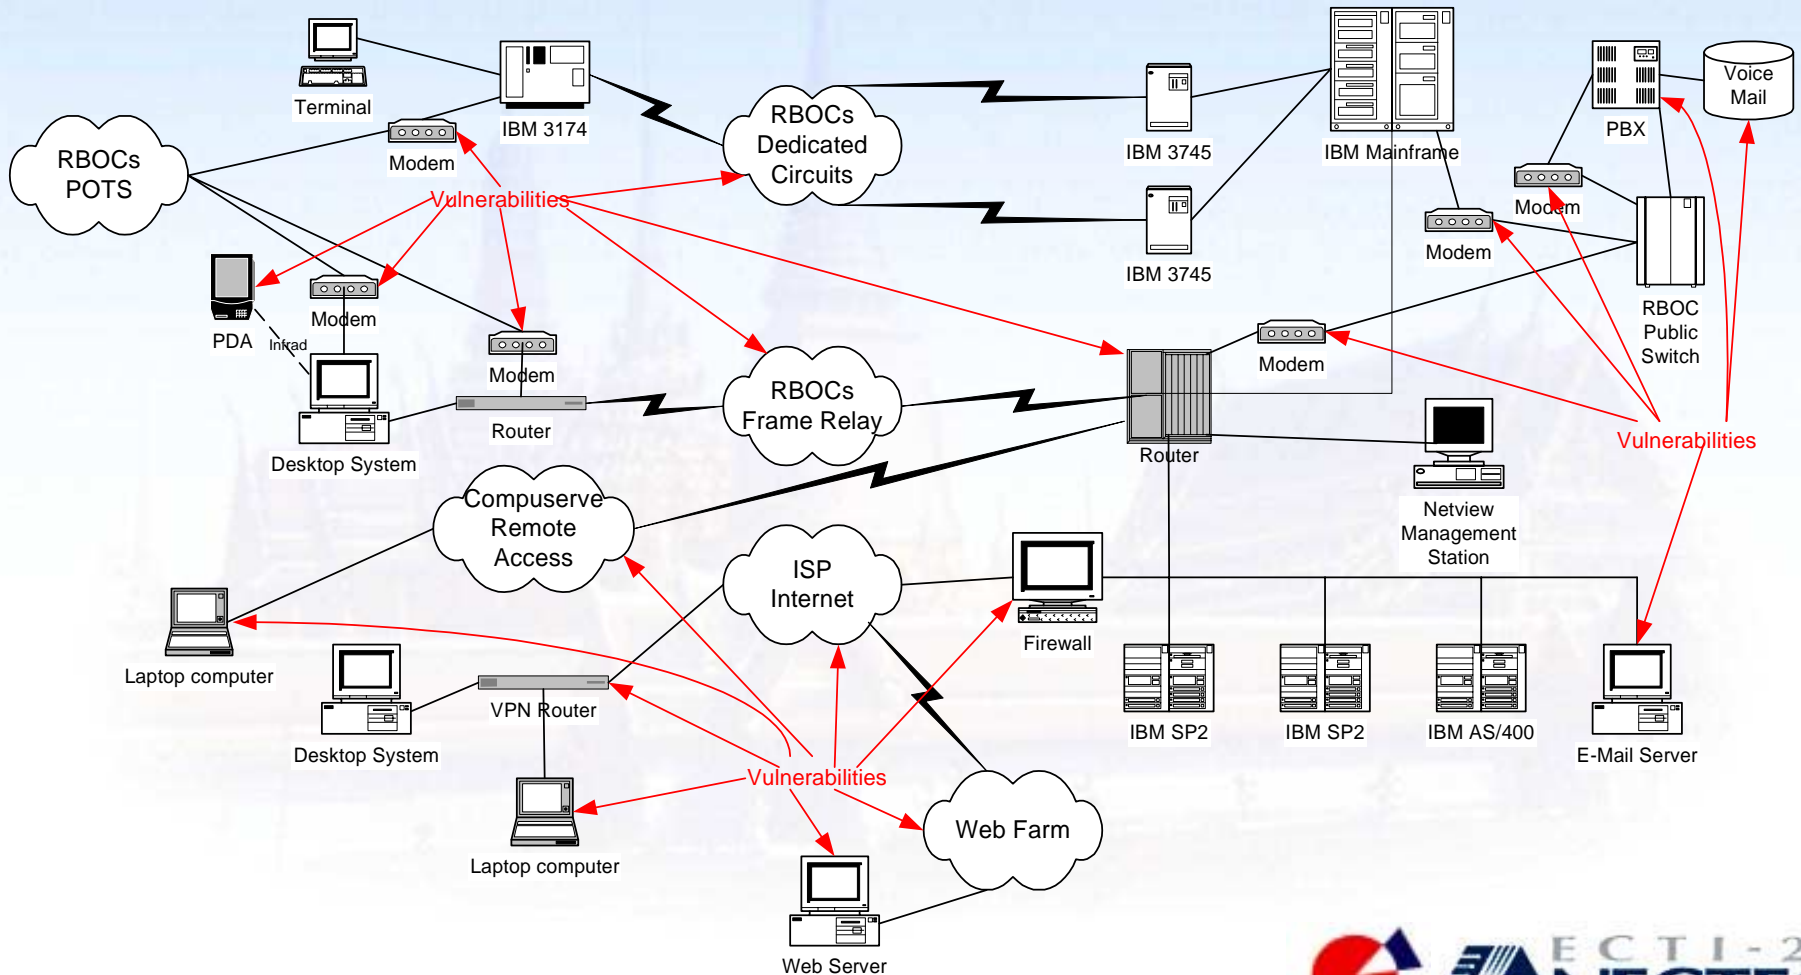 Terminal
IBM 3174
Modem
RBOCs
POTS
Vulnerabilities
RBOCs
Dedicated
Circuits
IBM 3745
IBM 3745
IBM Mainframe
PBX
Voice
Mail
Modem
Modem
RBOC
Public
Switch
PDA
Infrad
Modem
Modem
Desktop System
Router
RBOCs
Frame Relay
Modem
Router
Vulnerabilities
Netview
Management
Station
Compuserve
Remote
Access
ISP
Internet
Firewall
Laptop computer
Desktop System
VPN Router
Laptop computer
Vulnerabilities
IBM SP2
IBM SP2
IBM AS/400
E-Mail Server
Web Farm
Web Server
ECTI-2